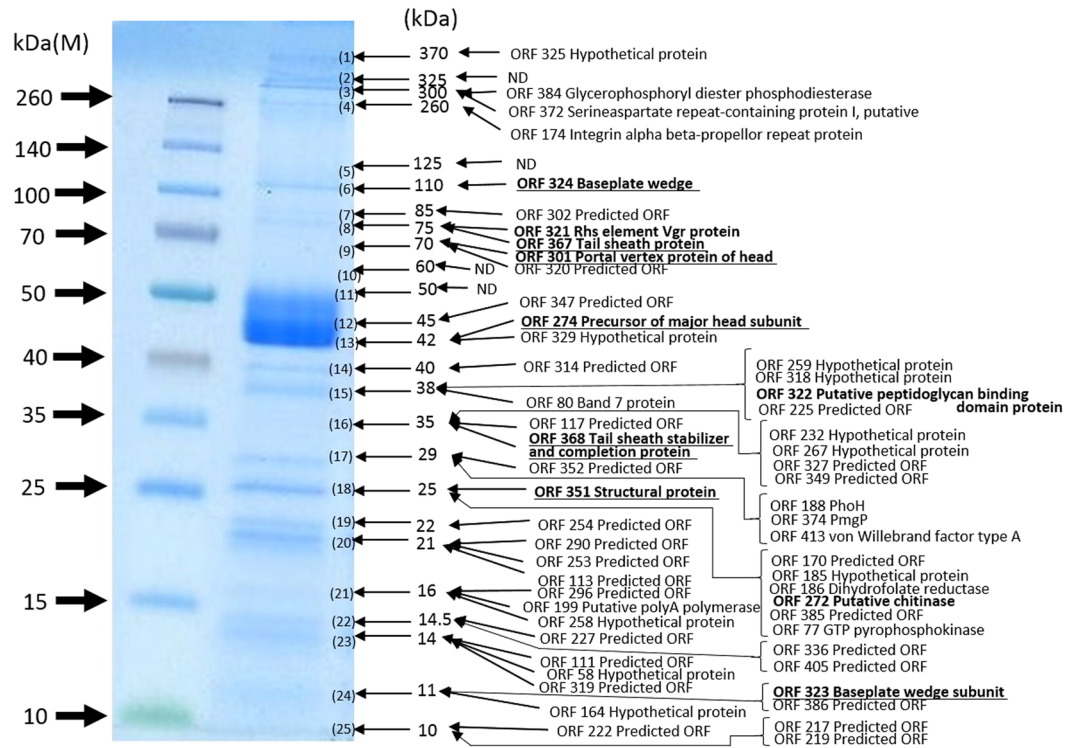 (kDa)
kDa(M)
260
140
100
70
50
40
35
25
15
10
(1) 370 ORF 325 Hypothetical protein
(2) 325 ND
(3) 300 ORF 384 Glycerophosphoryl diester phosphodiesterase
ORF 372 Serineaspartate repeat-containing protein I, putative
(4) 260
ORF 174 Integrin alpha beta-propellor repeat protein
(5) 125 ND
(6) 110 ORF 324 Baseplate wedge
(7) 85 ORF 302 Predicted ORF
(8) 75 ORF 321 Rhs element Vgr protein
ORF 367 Tail sheath protein
(9) 70 ORF 301 Portal vertex protein of head
ORF 320 Predicted ORF
(10) 60 ND
(11) 50 ND
ORF 347 Predicted ORF
(12) 45 ORF 274 Precursor of major head subunit
(13) 42 ORF 329 Hypothetical protein
(14) 40 ORF 314 Predicted ORF
(15) 38
ORF 80 Band 7 protein
ORF 259 Hypothetical protein
ORF 318 Hypothetical protein
ORF 322 Putative peptidoglycan binding
domain protein
ORF 225 Predicted ORF
(16) 35 ORF 117 Predicted ORF
ORF 368 Tail sheath stabilizer
and completion protein
ORF 232 Hypothetical protein
ORF 267 Hypothetical protein
ORF 327 Predicted ORF
ORF 349 Predicted ORF
(17) 29 ORF 352 Predicted ORF
ORF 188 PhoH
ORF 374 PmgP
ORF 413 von Willebrand factor type A
(18) 25 ORF 351 Structural protein
ORF 170 Predicted ORF
ORF 185 Hypothetical protein
ORF 186 Dihydrofolate reductase
ORF 272 Putative chitinase
ORF 385 Predicted ORF
ORF 77 GTP pyrophosphokinase
(19) 22 ORF 254 Predicted ORF
(20) 21 ORF 290 Predicted ORF
ORF 253 Predicted ORF
ORF 113 Predicted ORF
(21) 16 ORF 296 Predicted ORF
ORF 199 Putative polyA polymerase
ORF 258 Hypothetical protein
(22) 14.5 ORF 227 Predicted ORF
ORF 336 Predicted ORF
ORF 405 Predicted ORF
(23) 14 ORF 111 Predicted ORF
ORF 58 Hypothetical protein
ORF 319 Predicted ORF
(24) 11 ORF 164 Hypothetical protein
ORF 323 Baseplate wedge subunit
ORF 386 Predicted ORF
(25) 10 ORF 222 Predicted ORF
ORF 217 Predicted ORF
ORF 219 Predicted ORF